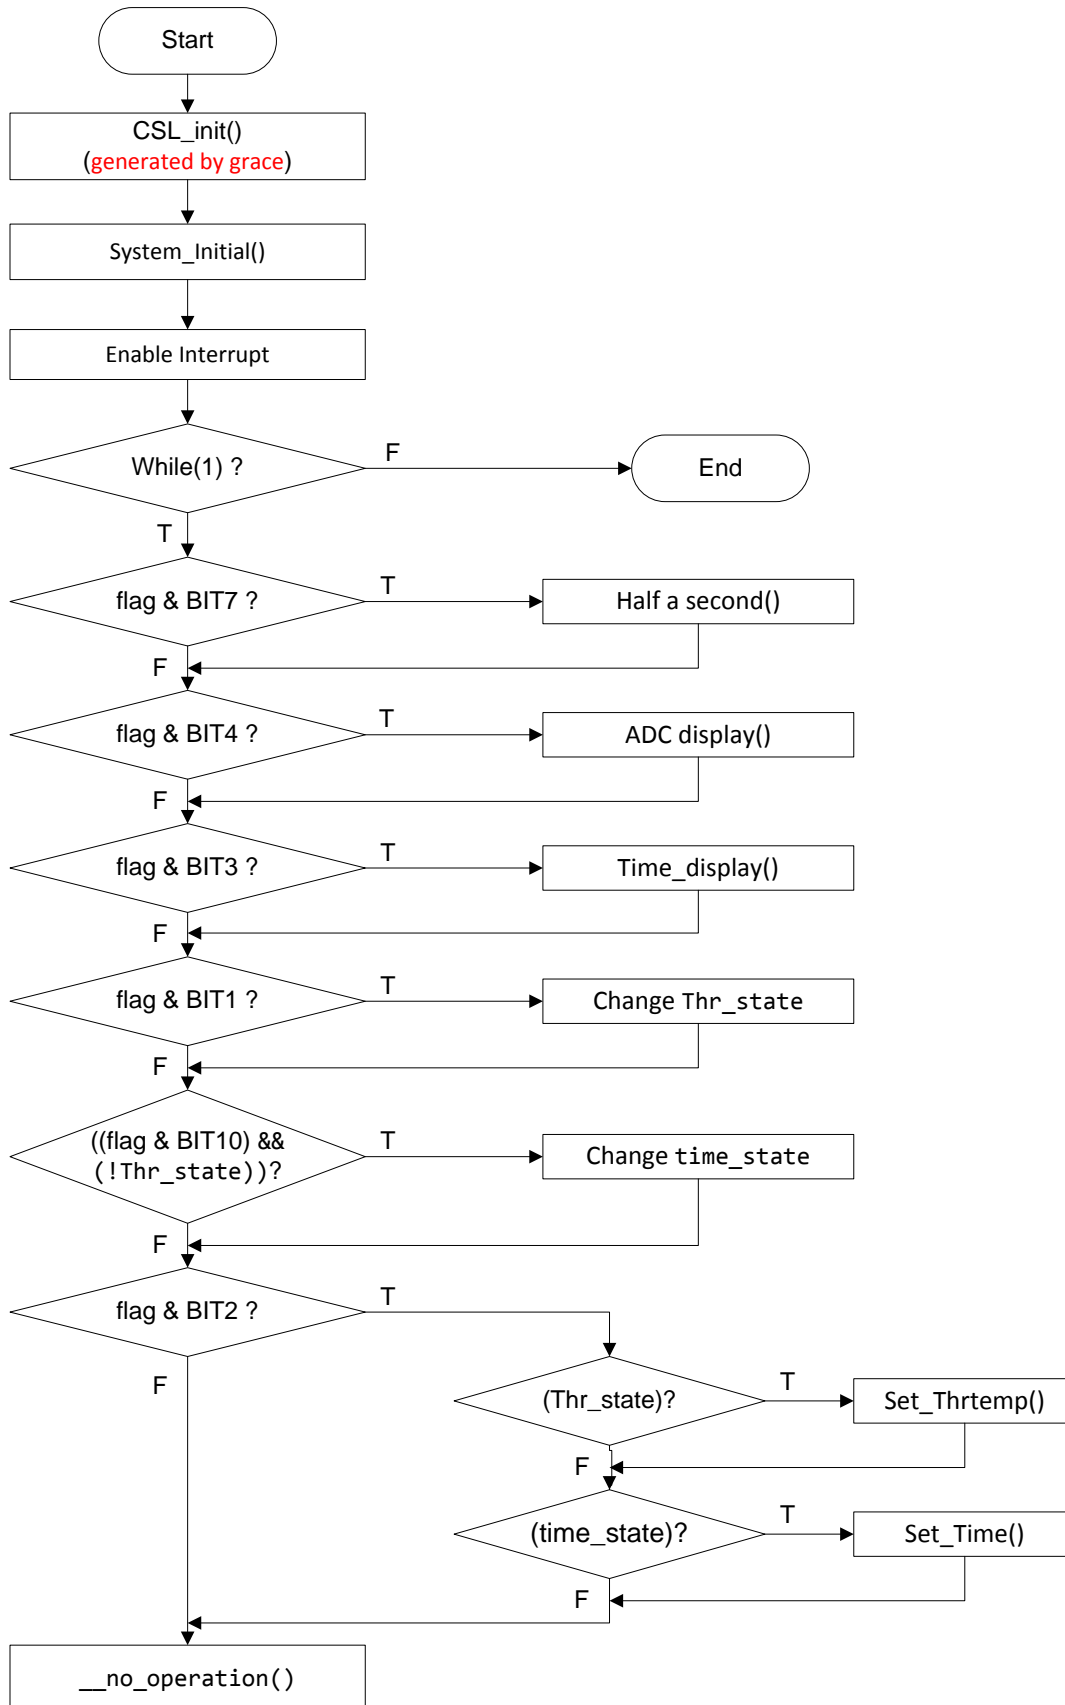 Start
CSL_init()
(generated by grace)
System_Initial()
Enable Interrupt
While(1) ?
F
End
T
flag & BIT7 ?
T
Half a second()
F
flag & BIT4 ?
T
ADC display()
F
flag & BIT3 ?
T
Time_display()
F
flag & BIT1 ?
T
Change Thr_state
F
((flag & BIT10) &&
(!Thr_state))?
T
Change time_state
F
flag & BIT2 ?
T
F
(Thr_state)?
T
Set_Thrtemp()
F
(time_state)?
T
Set_Time()
F
__no_operation()